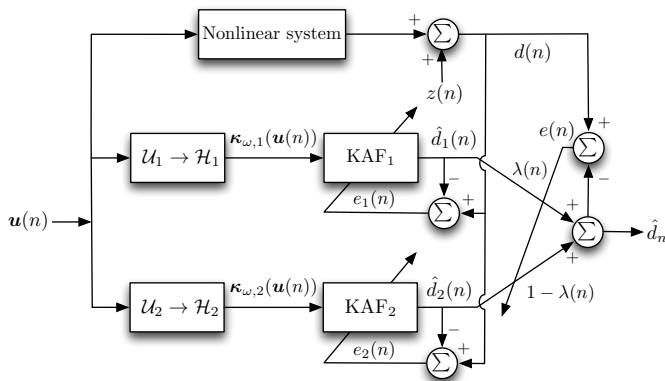 Nonlinear system
+
Σ
+
z(n)
d(n)
κω,1(u(n))
U₁ → H₁
KAF₁
d̂₁(n)
λ(n)
e(n)
+
Σ
−
−
e₁(n)
Σ
+
u(n)
+
Σ
+
d̂n
κω,2(u(n))
U₂ → H₂
KAF₂
d̂₂(n)
1 − λ(n)
−
e₂(n)
Σ
+